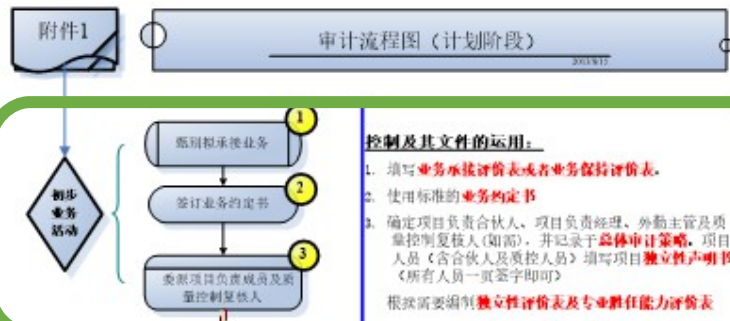 附件1
审计流程图（计划阶段）
2013/8/15
1
甄别拟承接业务
2
签订业务约定书
3
委派项目负责成员及质
量控制复核人
初步
业务
活动
控制及其文件的运用：
1. 填写业务承接评价表或者业务保持评价表。
2. 使用标准的业务约定书
3. 确定项目负责合伙人、项目负责经理、外勤主管及质
量控制复核人(如需)，并记录于总体审计策略。项目
人员（含合伙人及质控人员）填写项目独立性声明书
（所有人员一页签字即可）
根据需要编制独立性评价表及专业胜任能力评价表